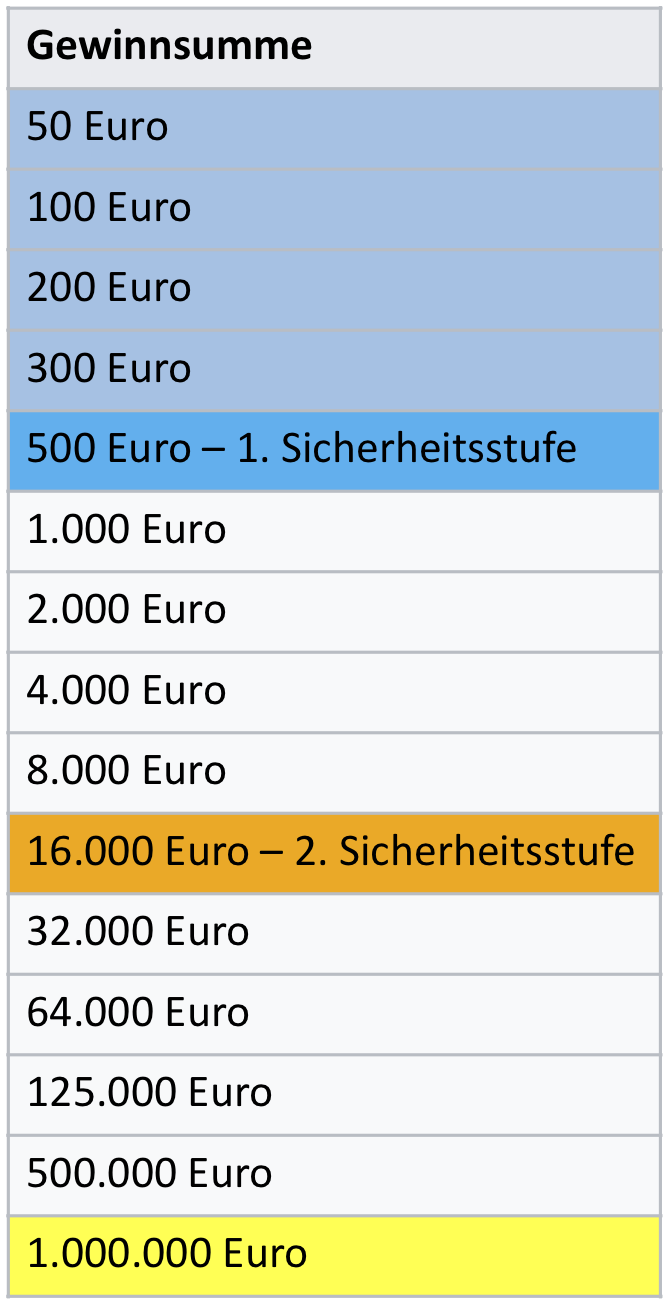 Gewinnsumme
50 Euro
100 Euro
200 Euro
300 Euro
500 Euro – 1. Sicherheitsstufe
1.000 Euro
2.000 Euro
4.000 Euro
8.000 Euro
16.000 Euro – 2. Sicherheitsstufe
32.000 Euro
64.000 Euro
125.000 Euro
500.000 Euro
1.000.000 Euro